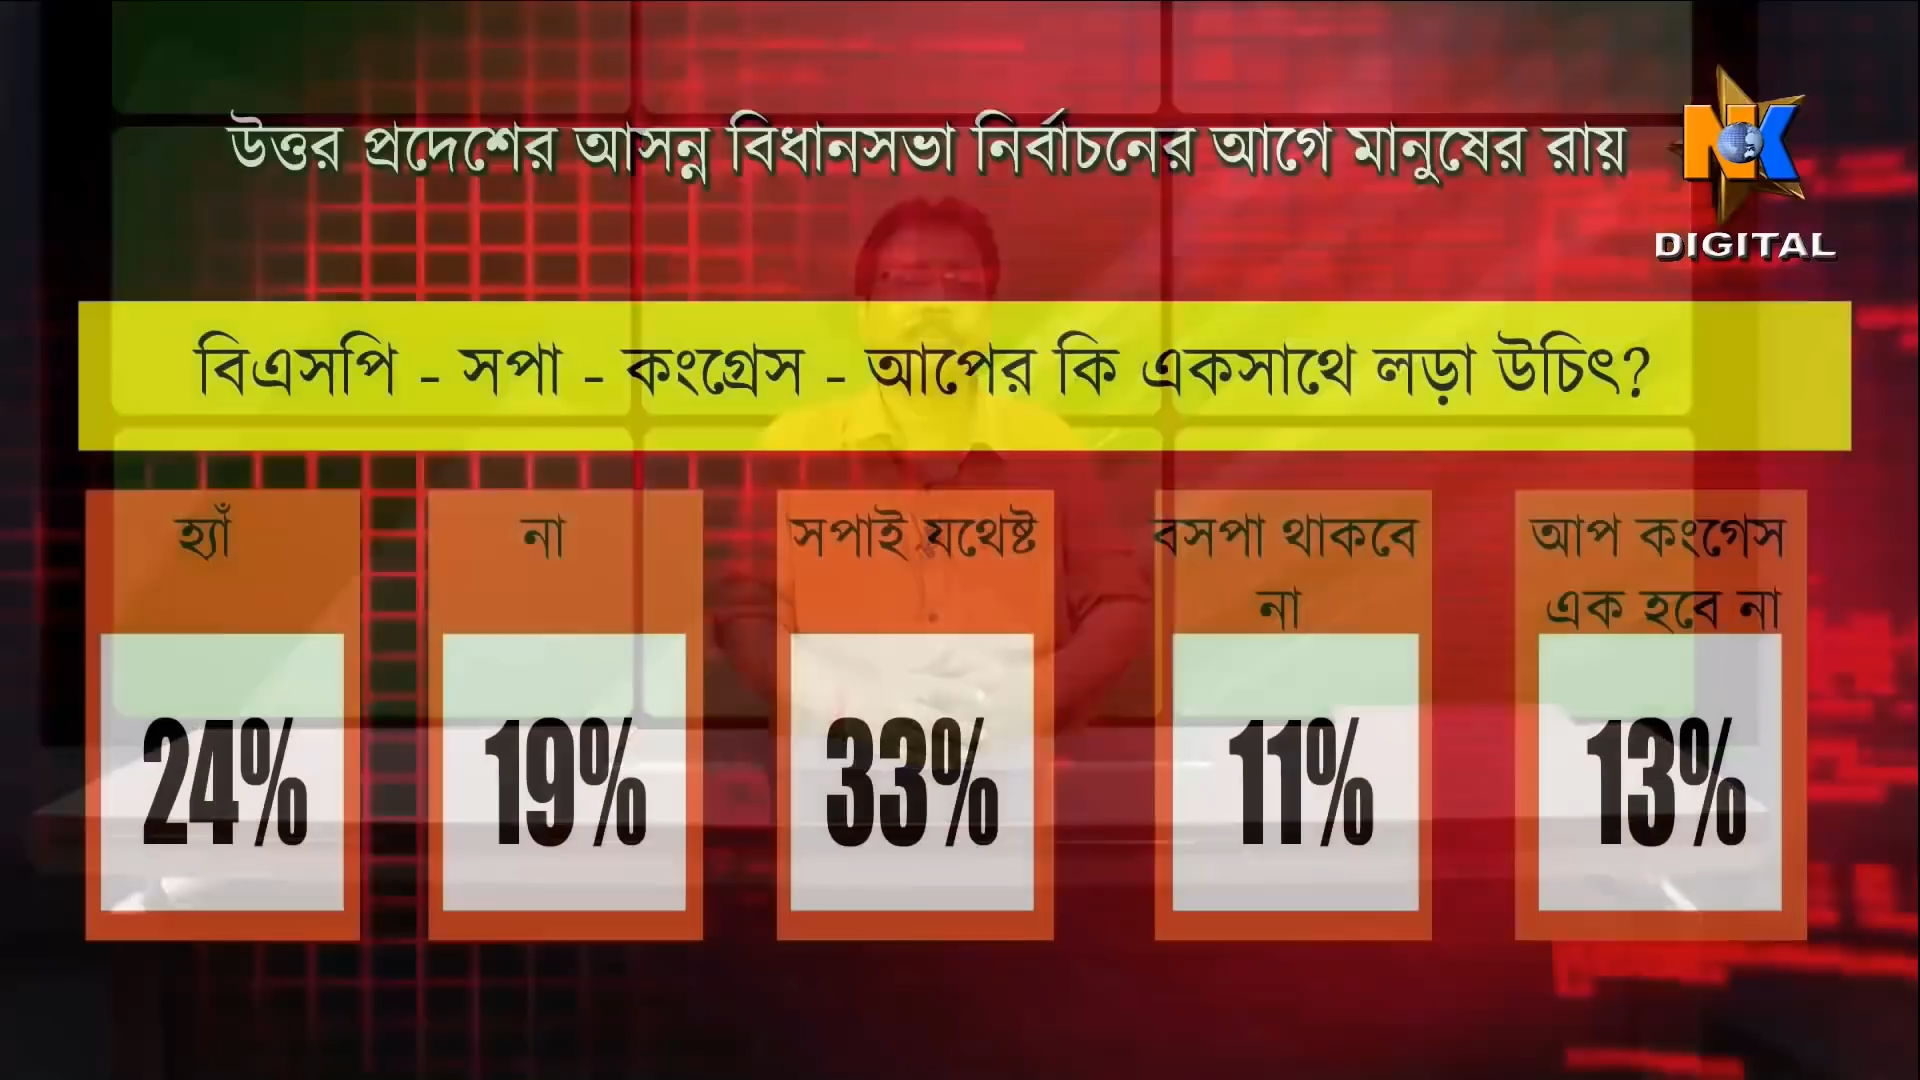 উত্তর প্রদেশের আসন্ন বিধানসভা নির্বাচনের আগে মানুষের রায়
NK
DIGITAL
বিএসপি - সপা - কংগ্রেস - আপের কি একসাথে লড়া উচিৎ?
হ্যাঁ
না
সপাই যথেষ্ট
বসপা থাকবে
না
আপ কংগেস
এক হবে না
24%
19%
33%
11%
13%